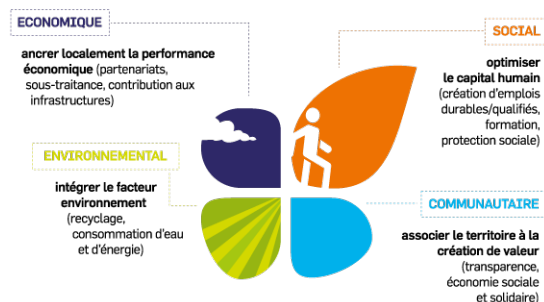 ECONOMIQUE
ancrer localement la performance
économique (partenariats,
sous-traitance, contribution aux
infrastructures)
SOCIAL
optimiser
le capital humain
(création d'emplois
durables/qualifiés,
formation,
protection sociale)
ENVIRONNEMENTAL
intégrer le facteur
environnement
(recyclage,
consommation d'eau
et d'énergie)
COMMUNAUTAIRE
associer le territoire à la
création de valeur
(transparence,
économie sociale
et solidaire)